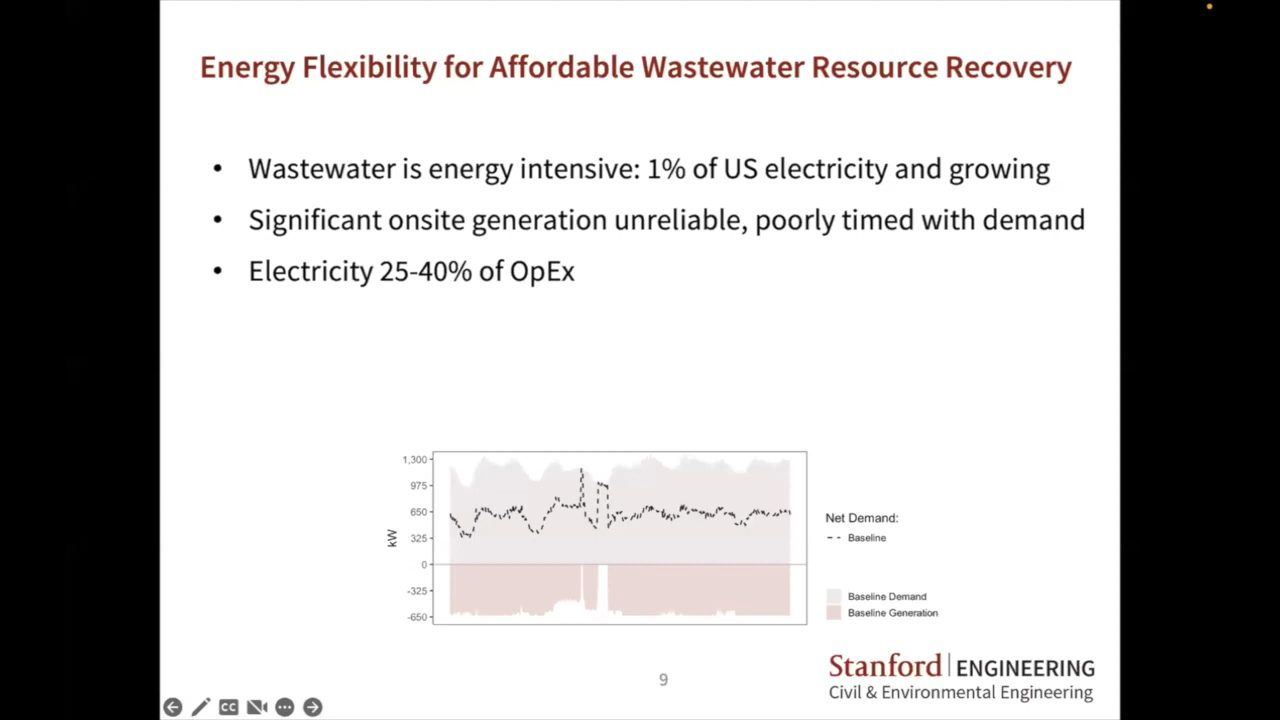 Energy Flexibility for Affordable Wastewater Resource Recovery
• Wastewater is energy intensive: 1% of US electricity and growing
• Significant onsite generation unreliable, poorly timed with demand
• Electricity 25-40% of OpEx
1,300
975
650
325
0
-325
-650
kW
Net Demand:
Baseline
Baseline Demand
Baseline Generation
9
Stanford | ENGINEERING
Civil & Environmental Engineering
CC